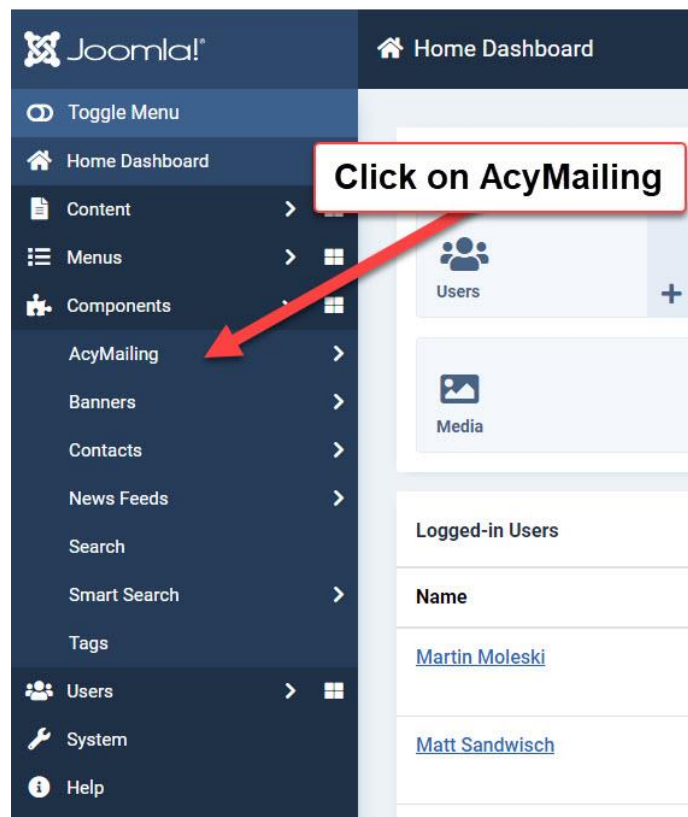 Joomla!®
Home Dashboard
Toggle Menu
Home Dashboard
Click on AcyMailing
Content
Menus
Components
AcyMailing
Banners
Contacts
News Feeds
Search
Smart Search
Tags
Users
System
Help
Users
Media
Logged-in Users
Name
Martin Moleski
Matt Sandwisch